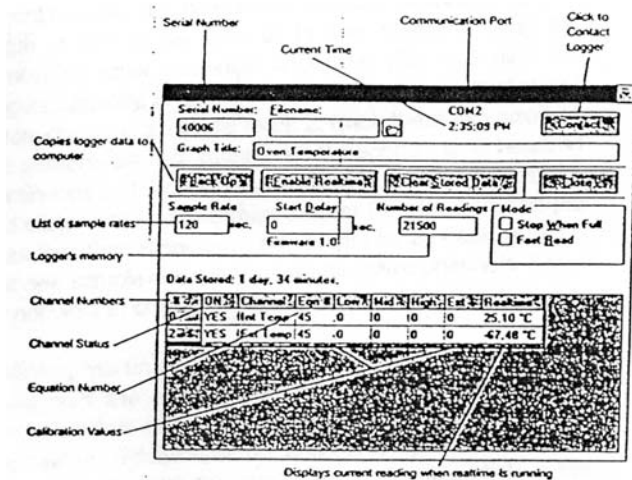 Serial Number
Communication Port
Click to
Contact
Logger
Current Time
Serial Number: Filename: COM2
40006 2:35:09 PM Contact
Graph Title: Oven Temperature
Copies logger data to
computer
Back Up Enable Realtime Clear Stored Data Close
Sample Rate Start Delay Number of Readings Mode
List of sample rates 120 sec. 0 sec. 21500 Stop When Full
Firmware 1.0 Fast Read
Logger's memory
Data Stored: 1 day, 34 minutes.
Channel Numbers # ON Channel Eqn # Low Mid High Est Realtime
YES Int Temp 45 .0 0 0 0 25,10 °C
Channel Status YES Ext Temp 45 .0 0 0 0 -67,48 °C
Equation Number
Calibration Values
Displays current reading when realtime is running